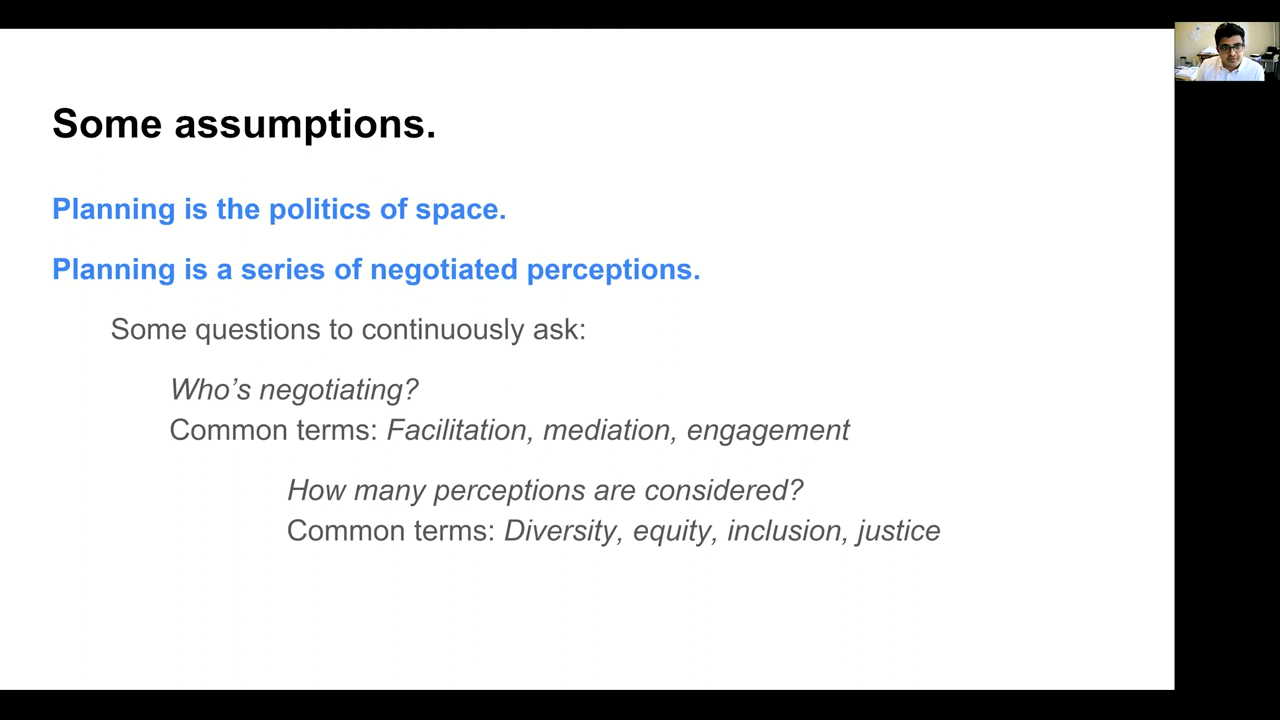 Some assumptions.
Planning is the politics of space.
Planning is a series of negotiated perceptions.
Some questions to continuously ask:
Who’s negotiating?
Common terms: Facilitation, mediation, engagement
How many perceptions are considered?
Common terms: Diversity, equity, inclusion, justice